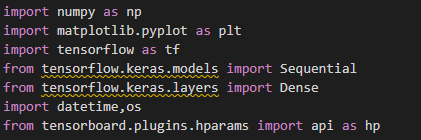 import numpy as np
import matplotlib.pyplot as plt
import tensorflow as tf
from tensorflow.keras.models import Sequential
from tensorflow.keras.layers import Dense
import datetime,os
from tensorboard.plugins.hparams import api as hp